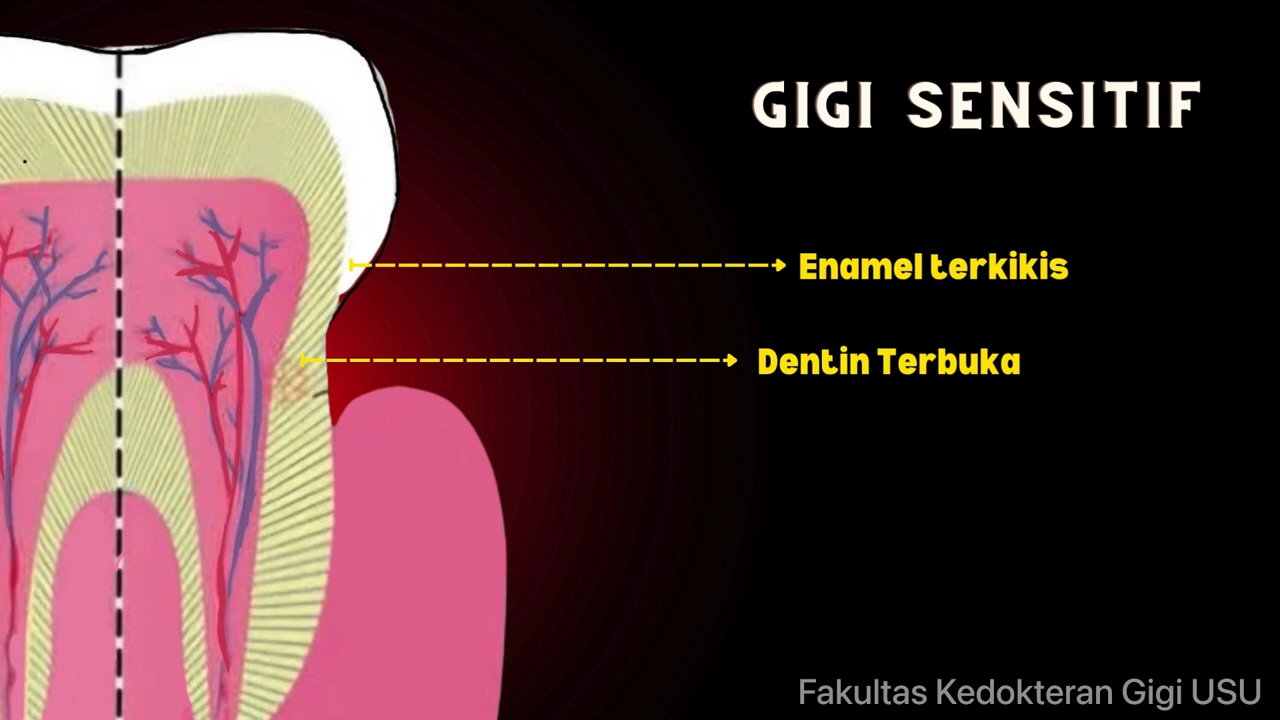 GIGI SENSITIF
Enamel terkikis
Dentin Terbuka
Fakultas Kedokteran Gigi USU